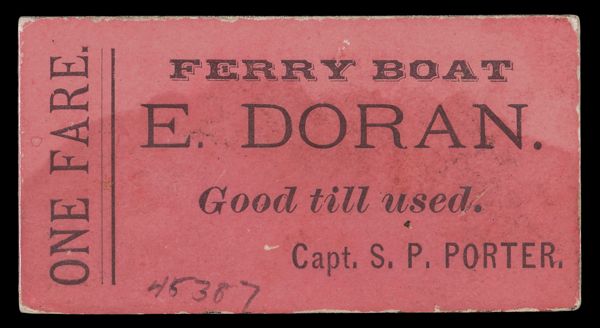 ONE FARE.
FERRY BOAT
E. DORAN.
Good till used.
Capt. S. P. PORTER.
45387